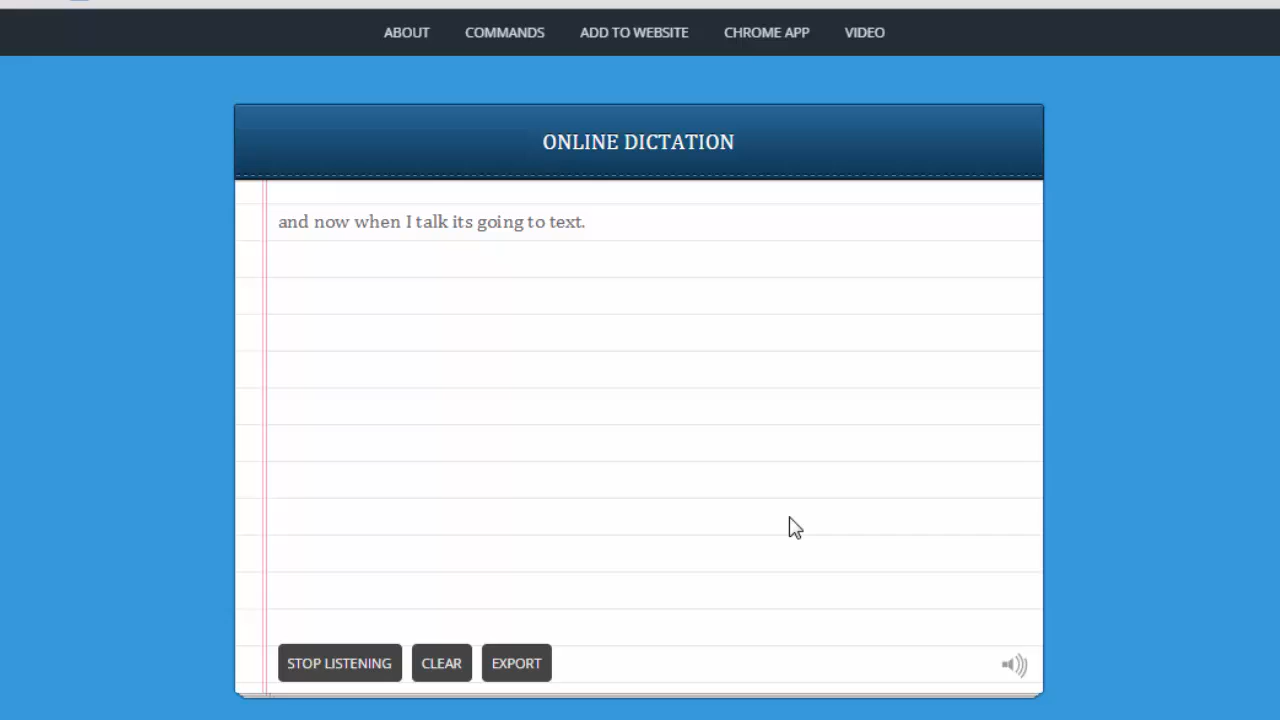 ABOUT COMMANDS ADD TO WEBSITE CHROME APP VIDEO
ONLINE DICTATION
and now when I talk its going to text.
STOP LISTENING CLEAR EXPORT